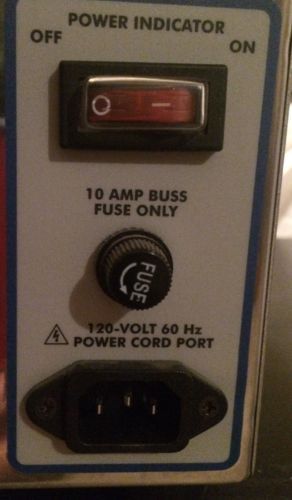 POWER INDICATOR
OFF
ON
10 AMP BUSS
FUSE ONLY
FUSE
120-VOLT 60 Hz
POWER CORD PORT